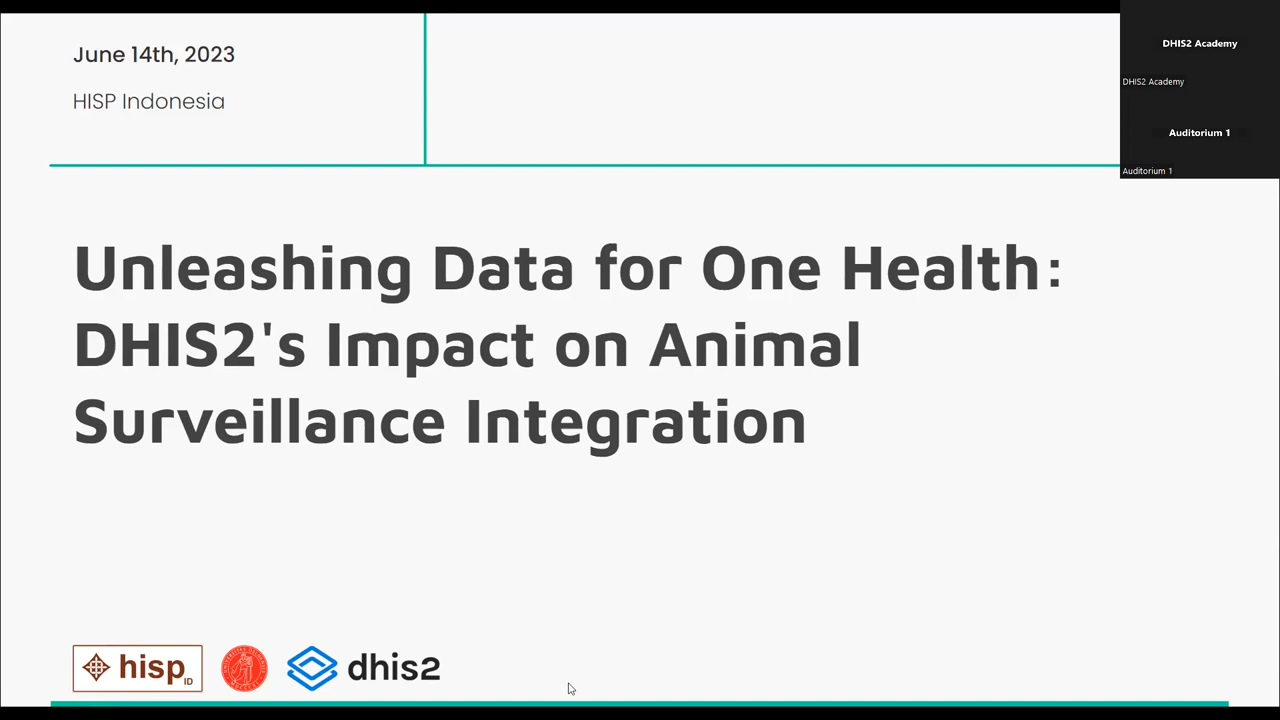 June 14th, 2023
HISP Indonesia
DHIS2 Academy
DHIS2 Academy
Auditorium 1
Auditorium 1
Unleashing Data for One Health:
DHIS2's Impact on Animal
Surveillance Integration
hisp ID
dhis2